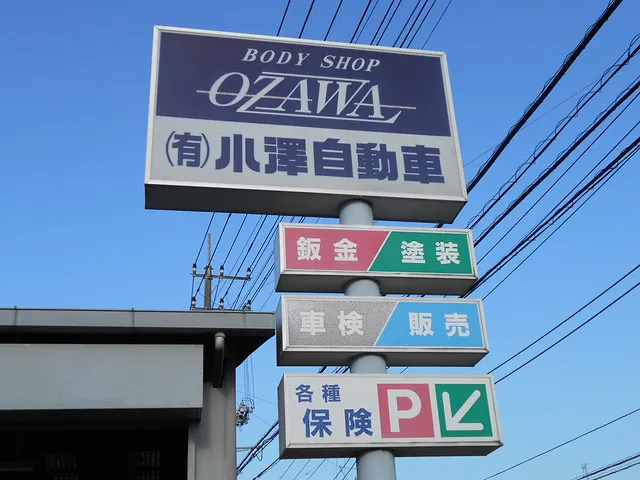 BODY SHOP
OZAWA
(有)小澤自動車
鈑金 塗装
車検 販売
各種
保険 P